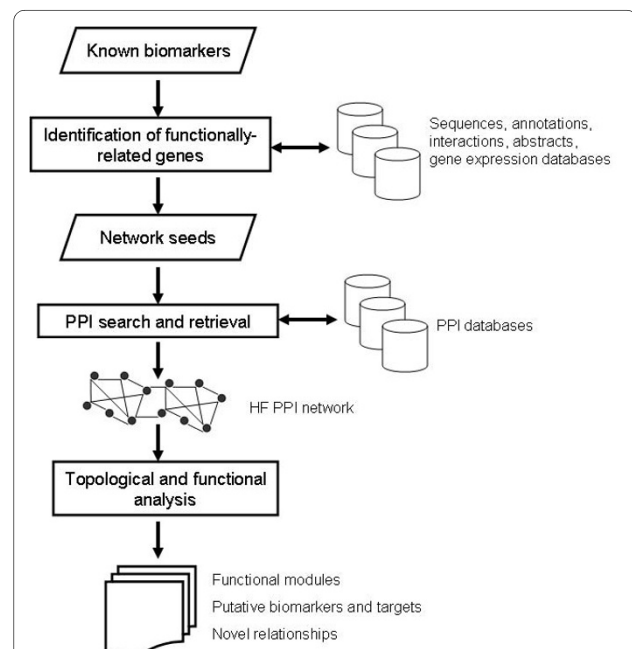 Known biomarkers
Identification of functionally-
related genes
Sequences, annotations,
interactions, abstracts,
gene expression databases
Network seeds
PPI search and retrieval
PPI databases
HF PPI network
Topological and functional
analysis
Functional modules
Putative biomarkers and targets
Novel relationships